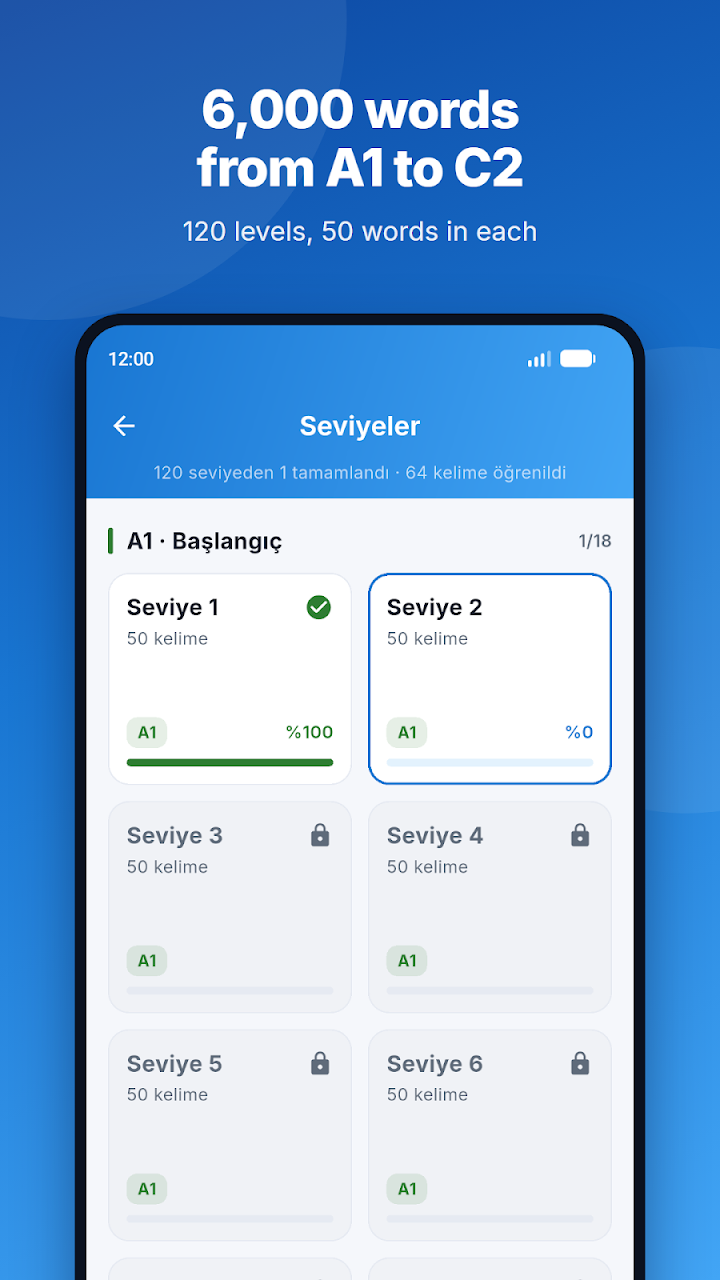 6,000 words
from A1 to C2
120 levels, 50 words in each
12:00
Seviyeler
120 seviyeden 1 tamamlandı · 64 kelime öğrenildi
A1 · Başlangıç
1/18
Seviye 1
50 kelime
A1
%100
Seviye 2
50 kelime
A1
%0
Seviye 3
50 kelime
A1
Seviye 4
50 kelime
A1
Seviye 5
50 kelime
A1
Seviye 6
50 kelime
A1